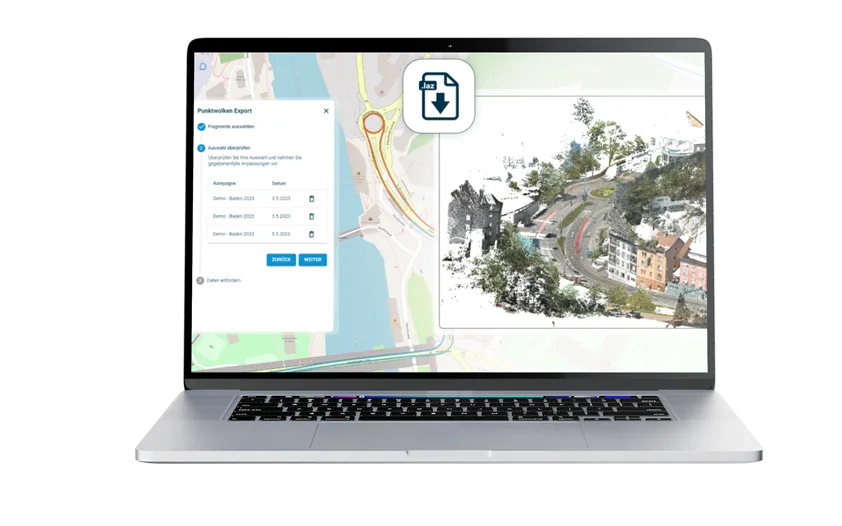 .laz
Punktwolken Export
Fragmente auswählen
2
Auswahl überprüfen
Überprüfen Sie Ihre Auswahl und nehmen Sie
gegebenenfalls Anpassungen vor
Kampagne Datum
Demo - Baden 2023 3.5.2023
Demo - Baden 2023 3.5.2023
Demo - Baden 2023 3.5.2023
ZURÜCK WEITER
3
Daten anfordern